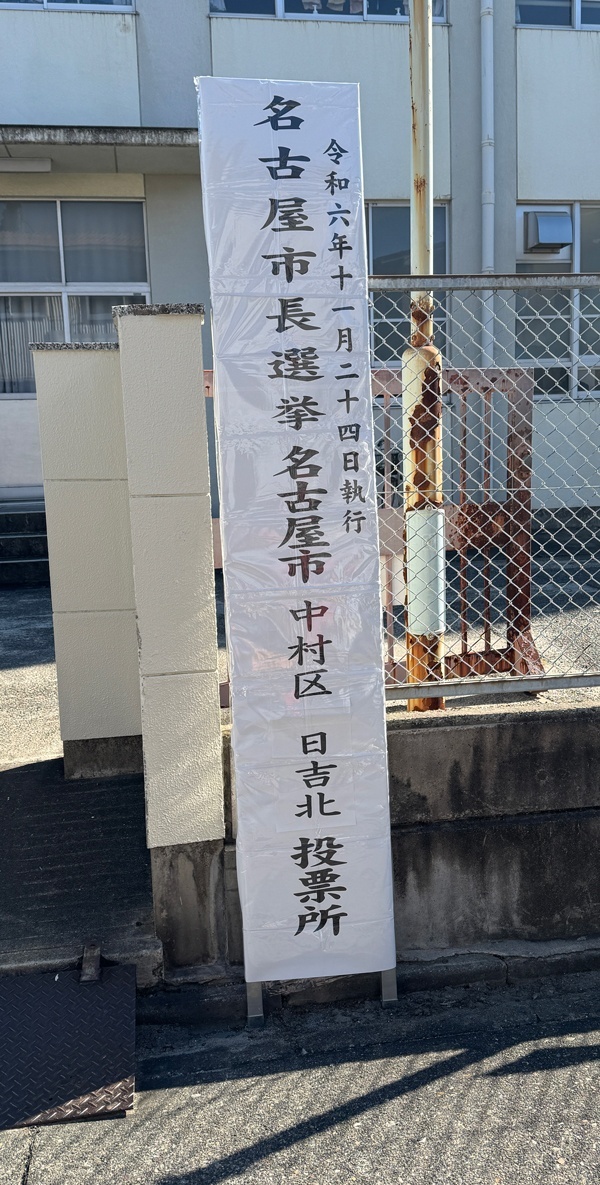 令和六年十一月二十四日執行
名古屋市長選挙名古屋市中村区 日吉北 投票所